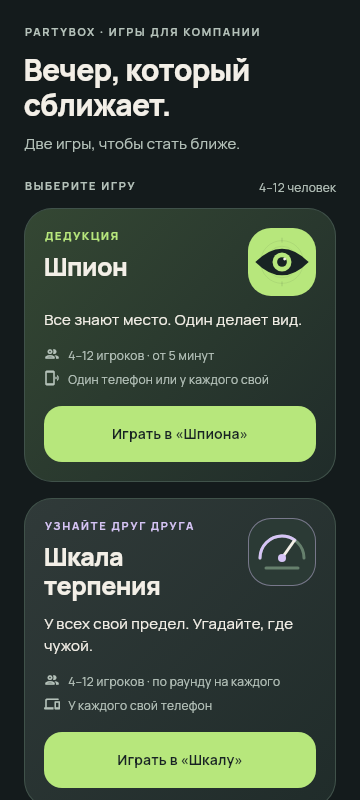 PARTYBOX · ИГРЫ ДЛЯ КОМПАНИИ
Вечер, который
сближает.
Две игры, чтобы стать ближе.
ВЫБЕРИТЕ ИГРУ
4–12 человек
ДЕДУКЦИЯ
Шпион
Все знают место. Один делает вид.
4–12 игроков · от 5 минут
Один телефон или у каждого свой
Играть в «Шпиона»
УЗНАЙТЕ ДРУГ ДРУГА
Шкала
терпения
У всех свой предел. Угадайте, где
чужой.
4–12 игроков · по раунду на каждого
У каждого свой телефон
Играть в «Шкалу»